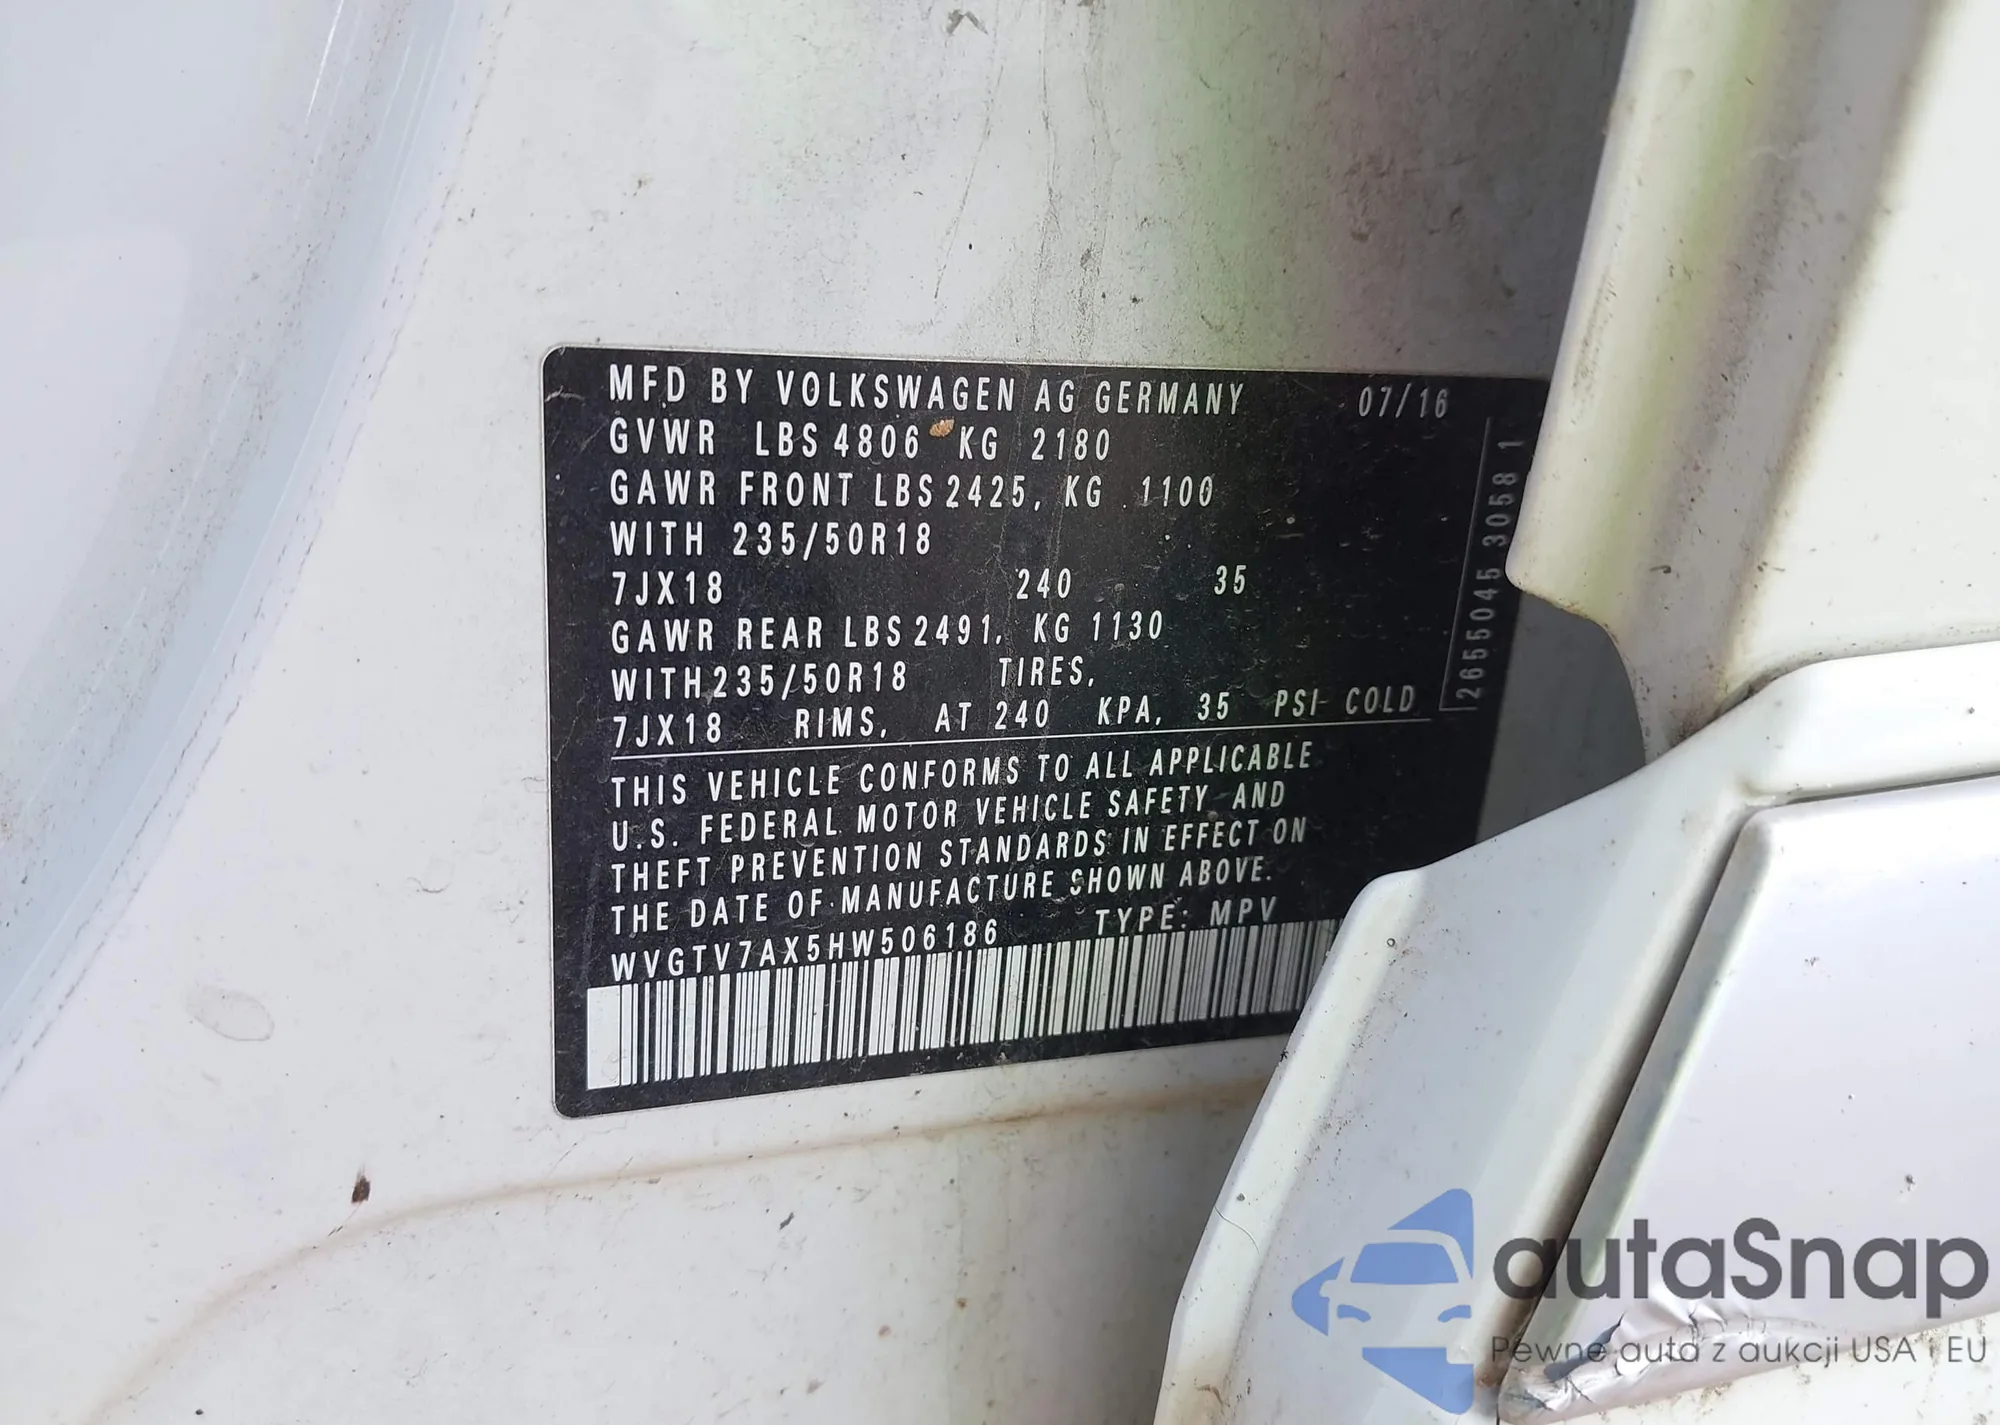 MFD BY VOLKSWAGEN AG GERMANY 07/16
GVWR LBS 4806 KG 2180
GAWR FRONT LBS 2425, KG 1100
WITH 235/50R18
7JX18 240 35
GAWR REAR LBS 2491, KG 1130
WITH 235/50R18 TIRES,
7JX18 RIMS, AT 240 KPA, 35 PSI COLD
THIS VEHICLE CONFORMS TO ALL APPLICABLE
U.S. FEDERAL MOTOR VEHICLE SAFETY AND
THEFT PREVENTION STANDARDS IN EFFECT ON
THE DATE OF MANUFACTURE SHOWN ABOVE.
WVGTV7AX5HW506186 TYPE: MPV
2655045 3058 1
autaSnap
Pewne auta z aukcji USA i EU